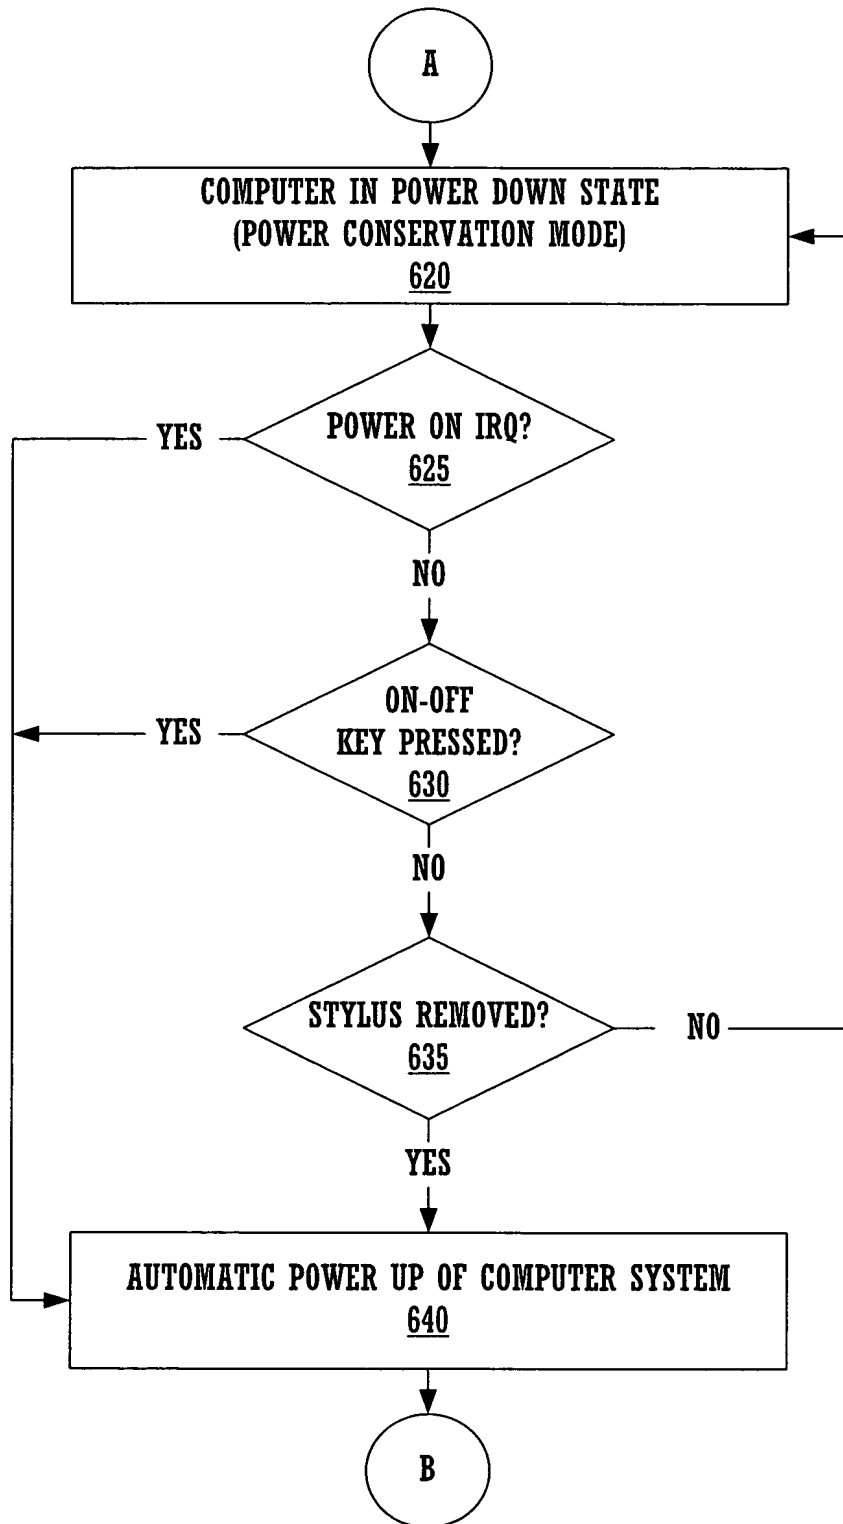 A
COMPUTER IN POWER DOWN STATE
(POWER CONSERVATION MODE)
620
POWER ON IRQ?
625
YES
NO
ON-OFF
KEY PRESSED?
630
YES
NO
STYLUS REMOVED?
635
NO
YES
AUTOMATIC POWER UP OF COMPUTER SYSTEM
640
B